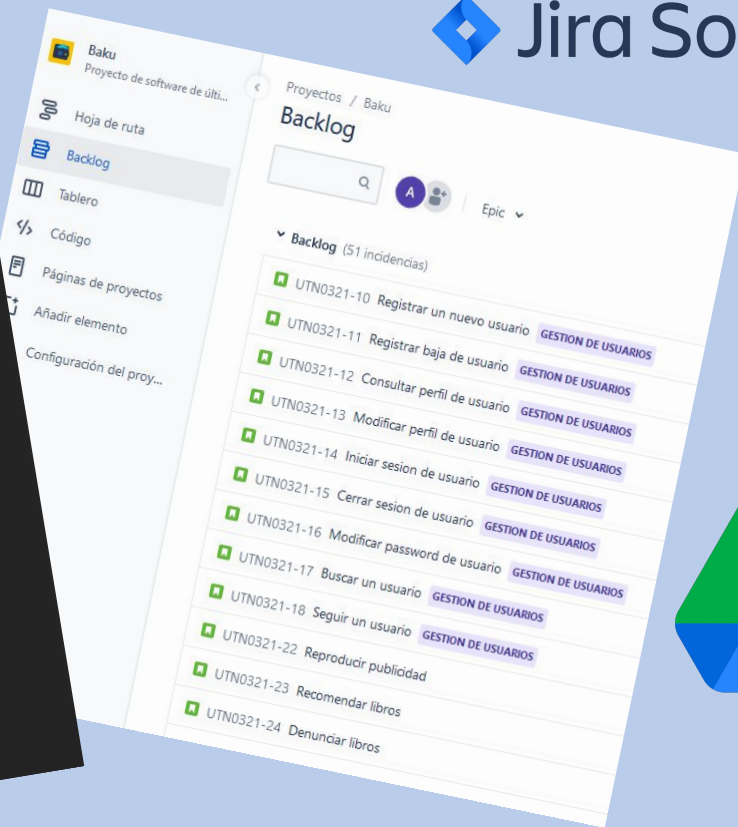 Jira So
Baku
Proyecto de software de últi...
Hoja de ruta
Backlog
Tablero
Código
Páginas de proyectos
Añadir elemento
Configuración del proy...
Proyectos / Baku
Backlog
A
Epic
Backlog (51 incidencias)
UTN0321-10 Registrar un nuevo usuario GESTION DE USUARIOS
UTN0321-11 Registrar baja de usuario GESTION DE USUARIOS
UTN0321-12 Consultar perfil de usuario GESTION DE USUARIOS
UTN0321-13 Modificar perfil de usuario GESTION DE USUARIOS
UTN0321-14 Iniciar sesion de usuario GESTION DE USUARIOS
UTN0321-15 Cerrar sesion de usuario GESTION DE USUARIOS
UTN0321-16 Modificar password de usuario GESTION DE USUARIOS
UTN0321-17 Buscar un usuario GESTION DE USUARIOS
UTN0321-18 Seguir un usuario GESTION DE USUARIOS
UTN0321-22 Reproducir publicidad
UTN0321-23 Recomendar libros
UTN0321-24 Denunciar libros